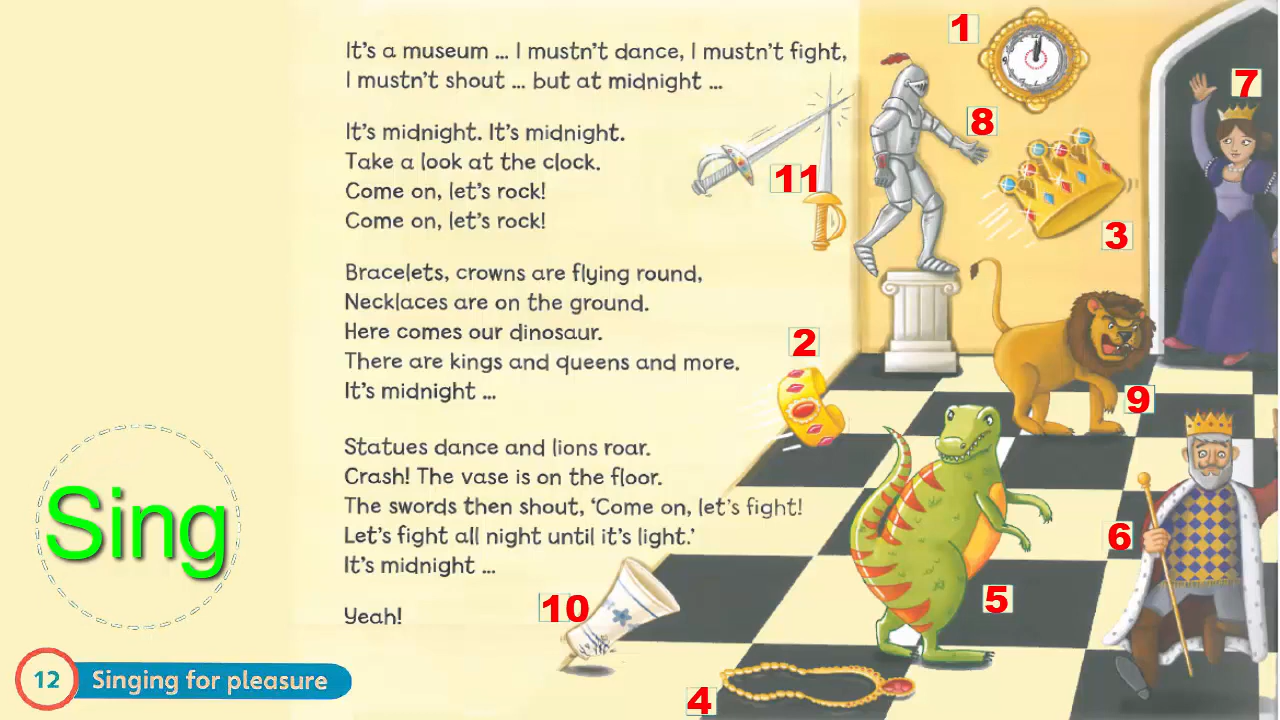 It's a museum ... I mustn't dance, I mustn't fight,
I mustn't shout ... but at midnight ...
It's midnight. It's midnight.
Take a look at the clock.
Come on, let's rock!
Come on, let's rock!
Bracelets, crowns are flying round,
Necklaces are on the ground.
Here comes our dinosaur.
There are kings and queens and more.
It's midnight ...
Statues dance and lions roar.
Crash! The vase is on the floor.
The swords then shout, ‘Come on, let's fight!
Let's fight all night until it's light.’
It's midnight ...
Yeah!
Sing
12 Singing for pleasure
1
7
8
11
3
2
9
6
5
10
4